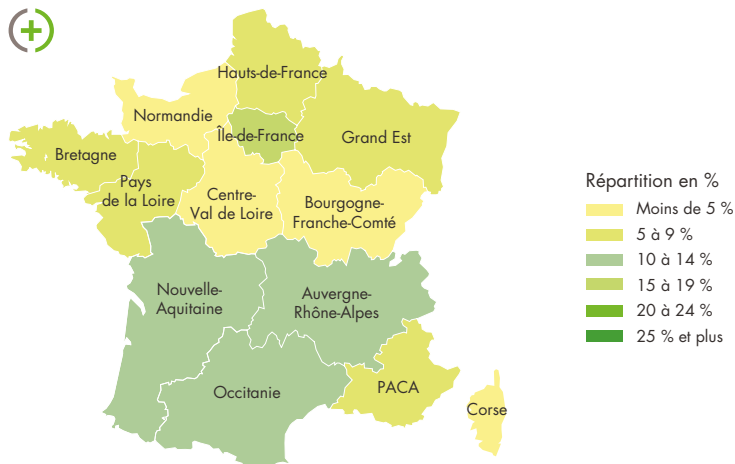 Hauts-de-France
Normandie
Île-de-France
Grand Est
Bretagne
Pays
de la Loire
Centre-
Val de Loire
Bourgogne-
Franche-Comté
Nouvelle-
Aquitaine
Auvergne-
Rhône-Alpes
Occitanie
PACA
Corse
Répartition en %
Moins de 5 %
5 à 9 %
10 à 14 %
15 à 19 %
20 à 24 %
25 % et plus